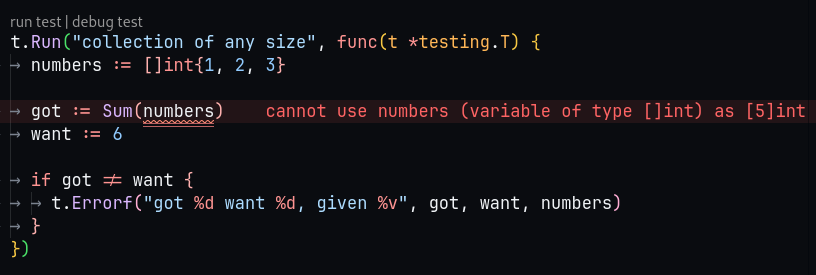 run test | debug test
t.Run("collection of any size", func(t *testing.T) {
→ numbers := []int{1, 2, 3}
→ got := Sum(numbers) cannot use numbers (variable of type []int) as [5]int
→ want := 6
→ if got ≠ want {
→ → t.Errorf("got %d want %d, given %v", got, want, numbers)
→ }
})